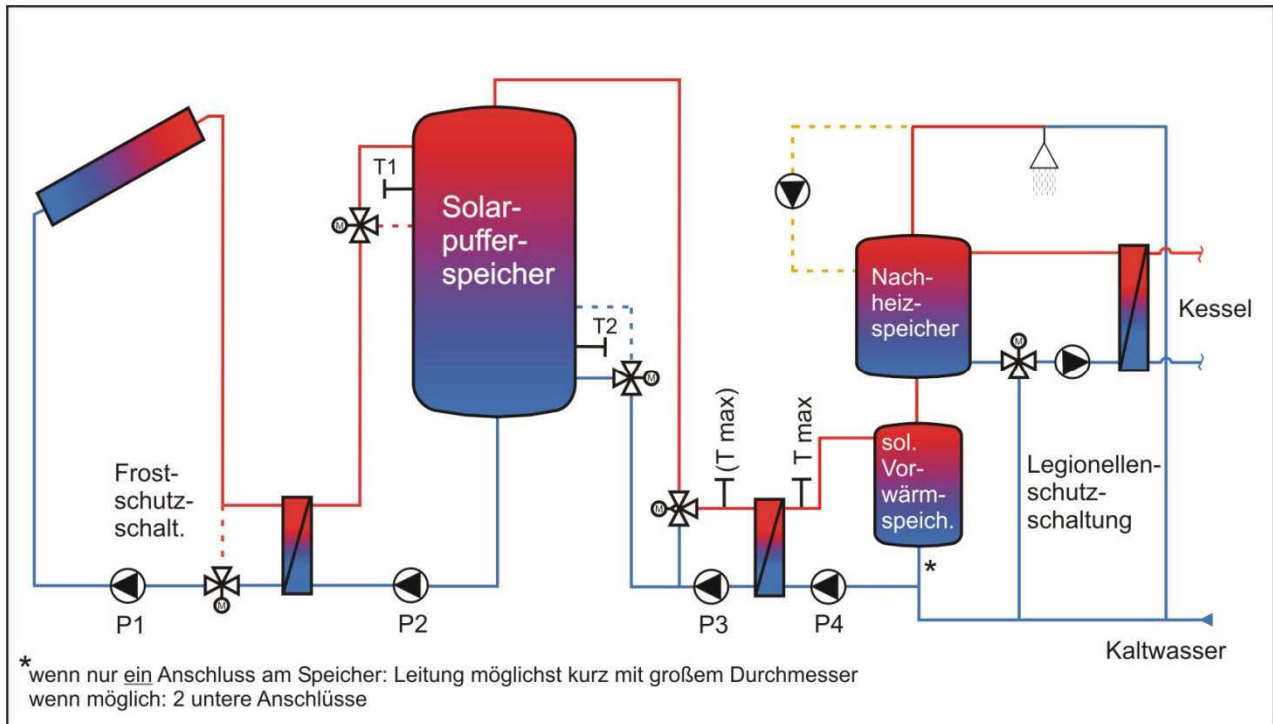 T1
Solar-
puffer-
speicher
T2
Nach-
heiz-
speicher
Kessel
(T max)
T max
sol.
Vor-
wärm-
speich.
Legionellen-
schutz-
schaltung
Frost-
schutz-
schalt.
M
M
M
M
M
*
P1
P2
P3
P4
Kaltwasser
*wenn nur ein Anschluss am Speicher: Leitung möglichst kurz mit großem Durchmesser
wenn möglich: 2 untere Anschlüsse